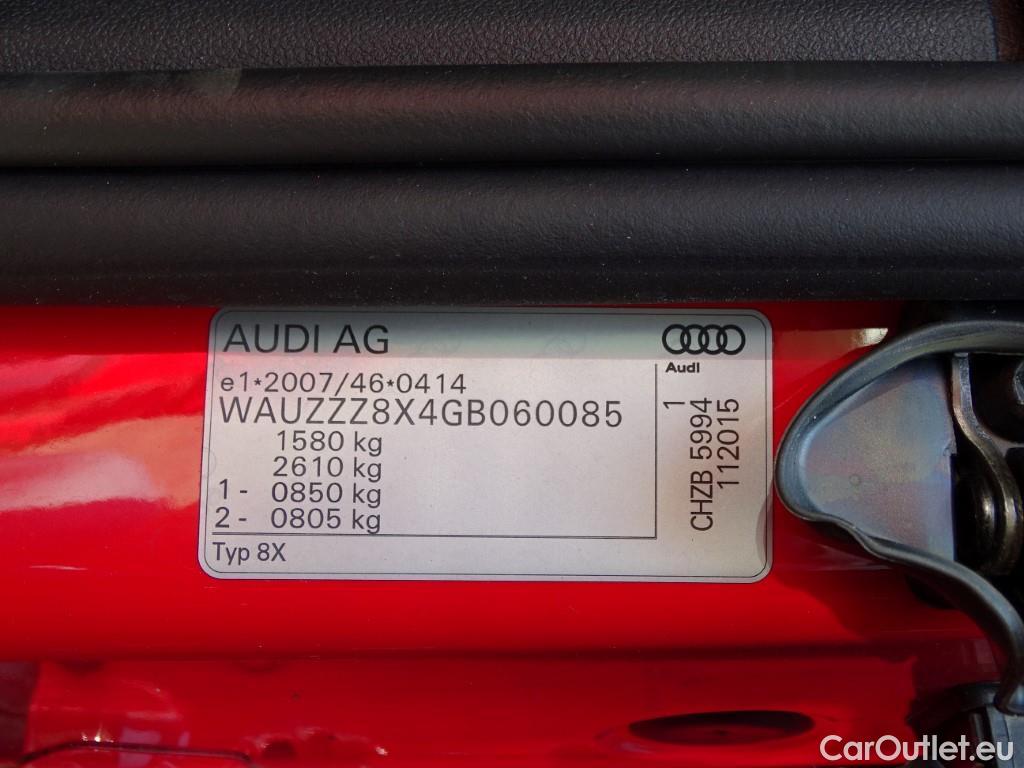 AUDI AG
Audi
e1*2007/46*0414
WAUZZZ8X4GB060085
1580 kg
2610 kg
1 - 0850 kg
2 - 0805 kg
Typ 8X
CHZB 5994 1
112015
CarOutlet.eu